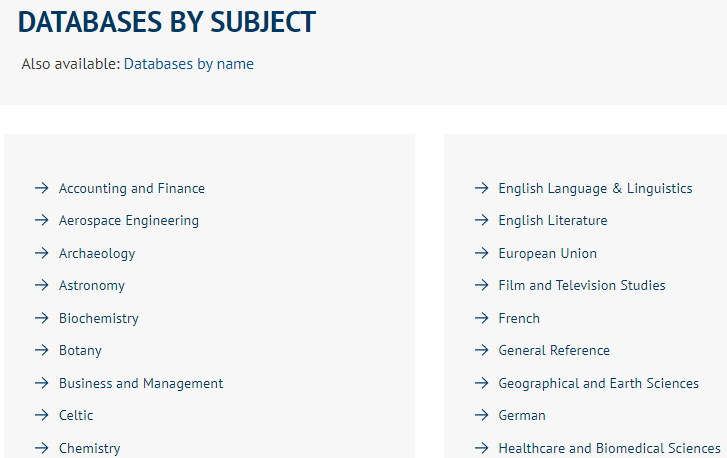 DATABASES BY SUBJECT
Also available: Databases by name
Accounting and Finance
Aerospace Engineering
Archaeology
Astronomy
Biochemistry
Botany
Business and Management
Celtic
Chemistry
English Language & Linguistics
English Literature
European Union
Film and Television Studies
French
General Reference
Geographical and Earth Sciences
German
Healthcare and Biomedical Sciences